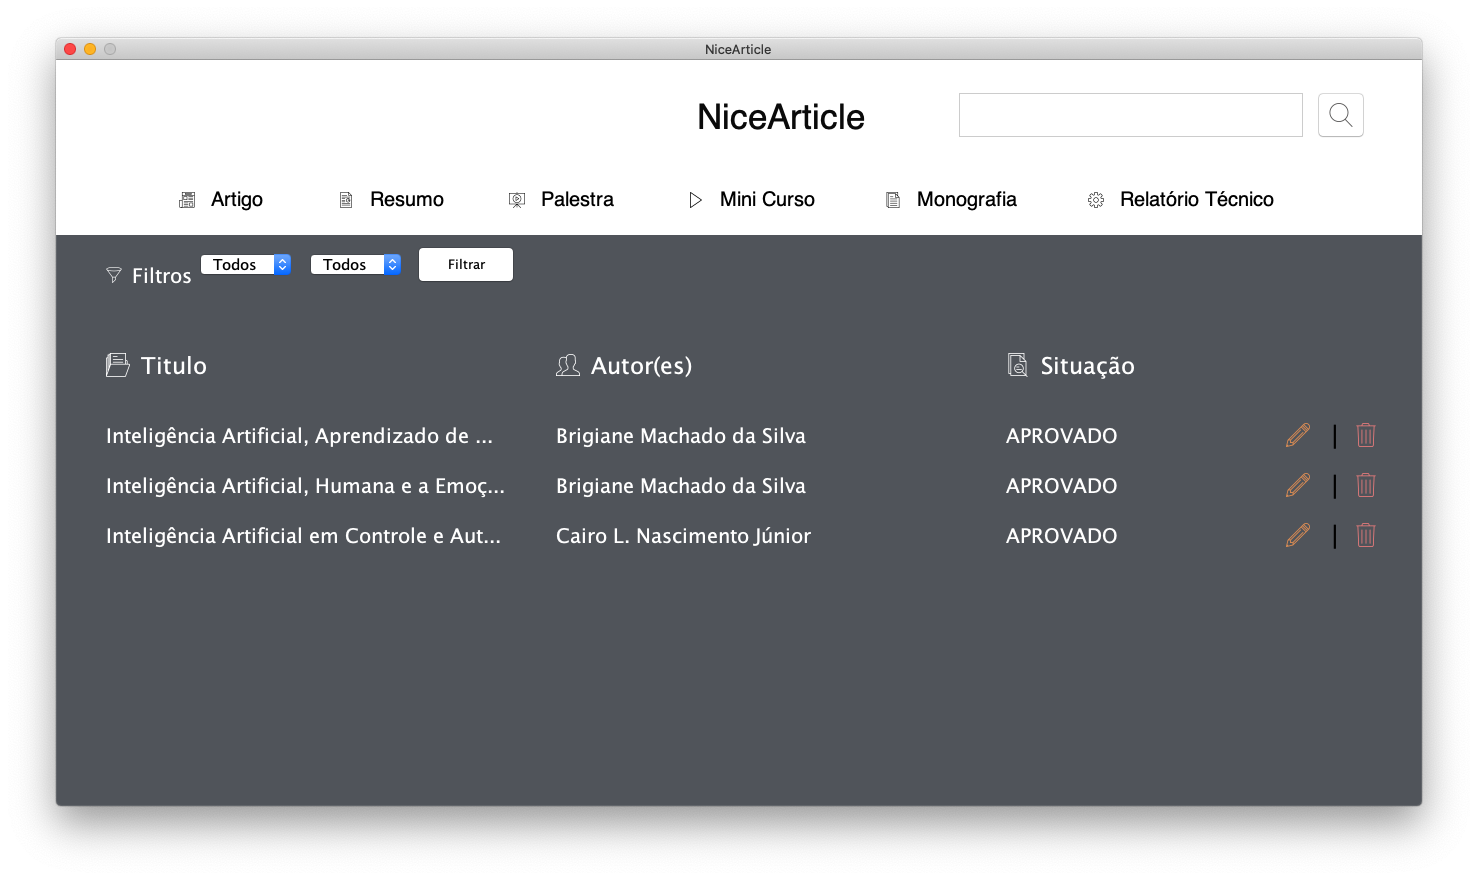 NiceArticle
NiceArticle
Artigo Resumo Palestra Mini Curso Monografia Relatório Técnico
Filtros Todos Todos Filtrar
Titulo Autor(es) Situação
Inteligência Artificial, Aprendizado de ... Brigiane Machado da Silva APROVADO |
Inteligência Artificial, Humana e a Emoç... Brigiane Machado da Silva APROVADO |
Inteligência Artificial em Controle e Aut... Cairo L. Nascimento Júnior APROVADO |